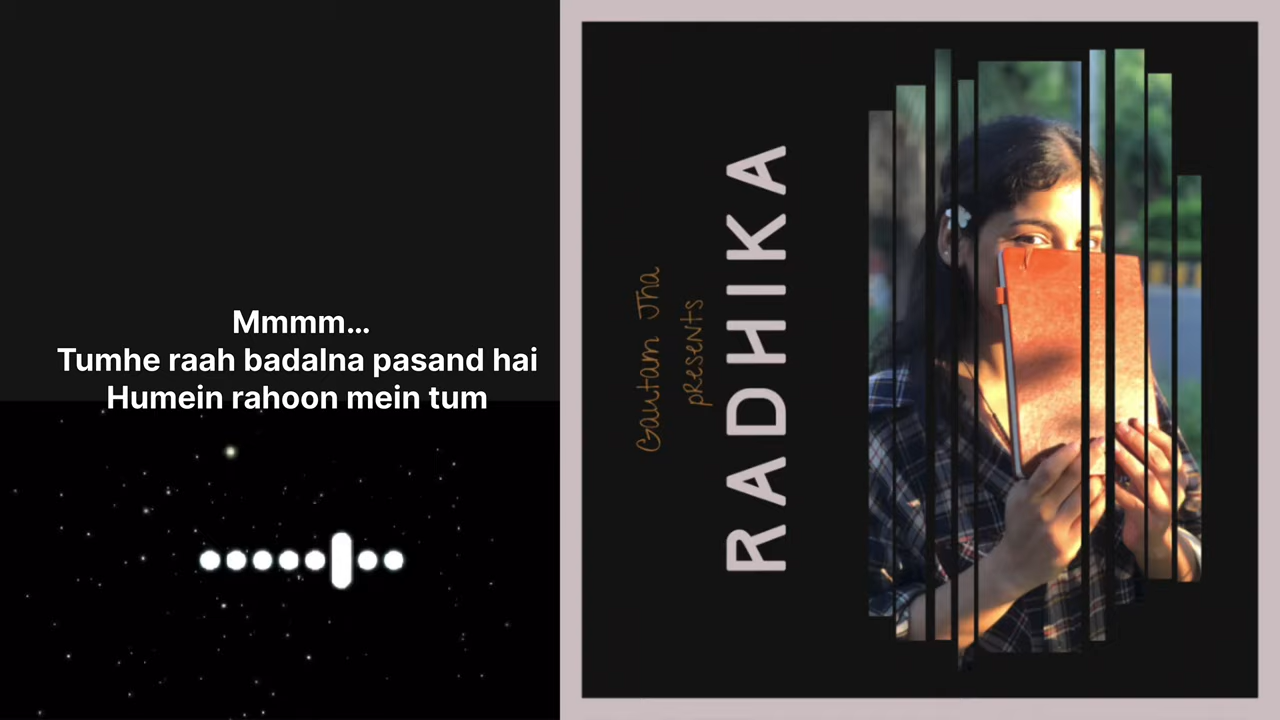 Mmmm...
Tumhe raah badalna pasand hai
Humein rahoon mein tum
Gautam Jha
presents
RADHIKA